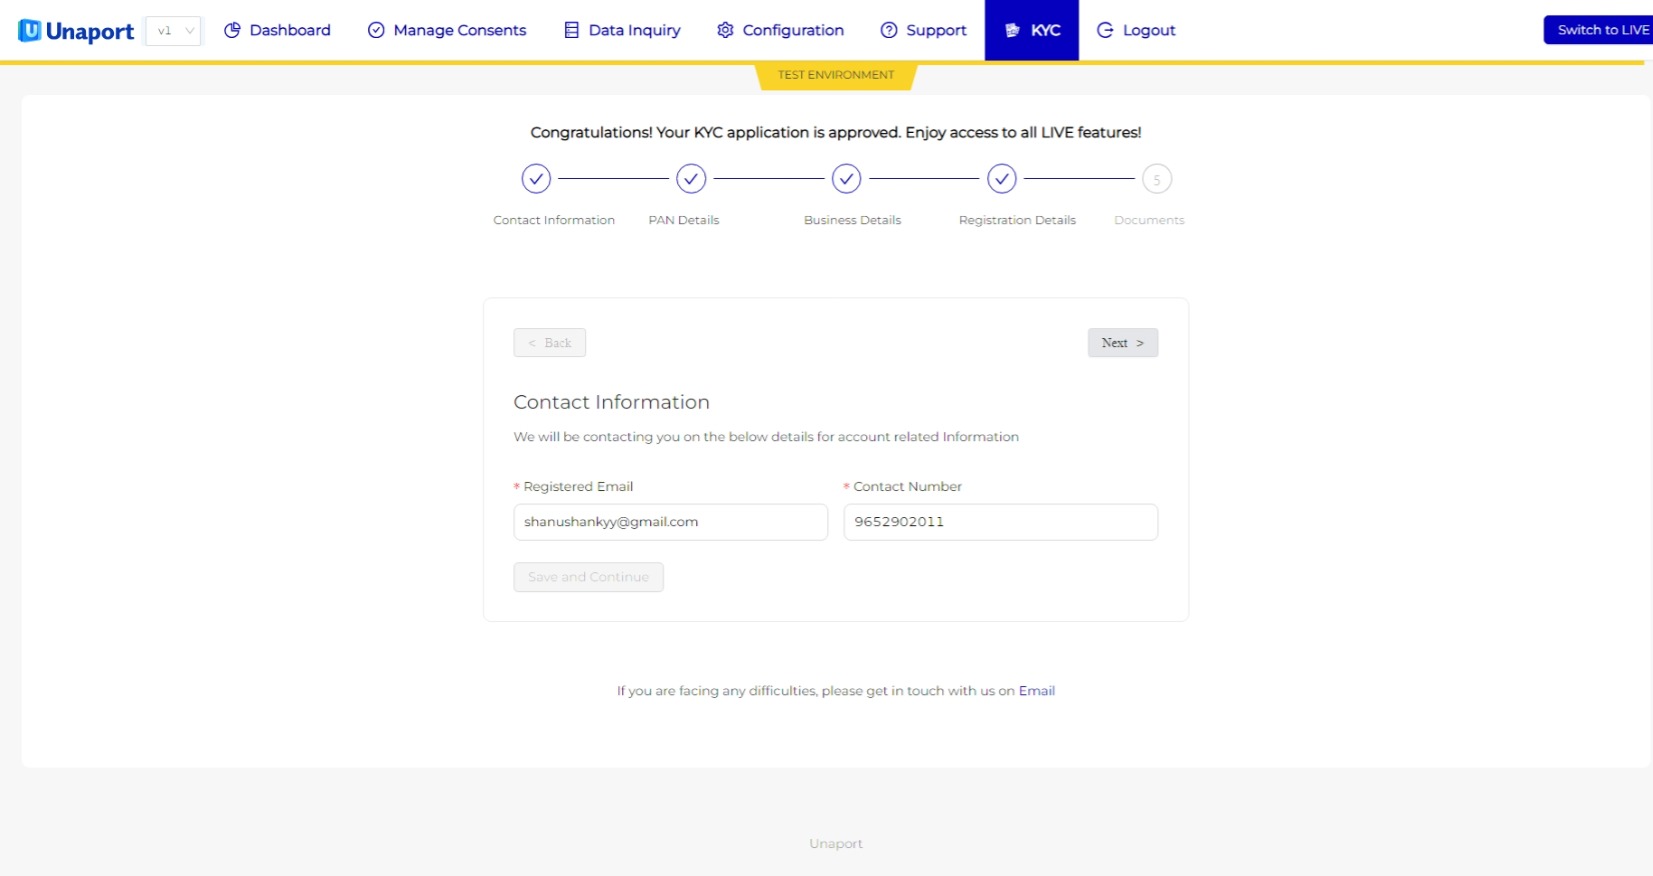 Unaport v1 Dashboard Manage Consents Data Inquiry Configuration Support KYC Logout Switch to LIVE
TEST ENVIRONMENT
Congratulations! Your KYC application is approved. Enjoy access to all LIVE features!
5
Contact Information PAN Details Business Details Registration Details Documents
< Back Next >
Contact Information
We will be contacting you on the below details for account related Information
* Registered Email * Contact Number
shanushankyy@gmail.com 9652902011
Save and Continue
If you are facing any difficulties, please get in touch with us on Email
Unaport